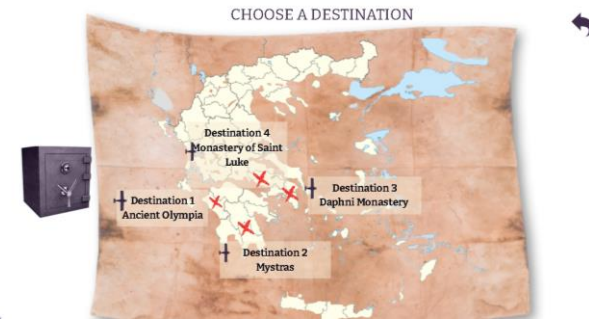 CHOOSE A DESTINATION
Destination 4
Monastery of Saint
Luke
Destination 1
Ancient Olympia
Destination 3
Daphni Monastery
Destination 2
Mystras